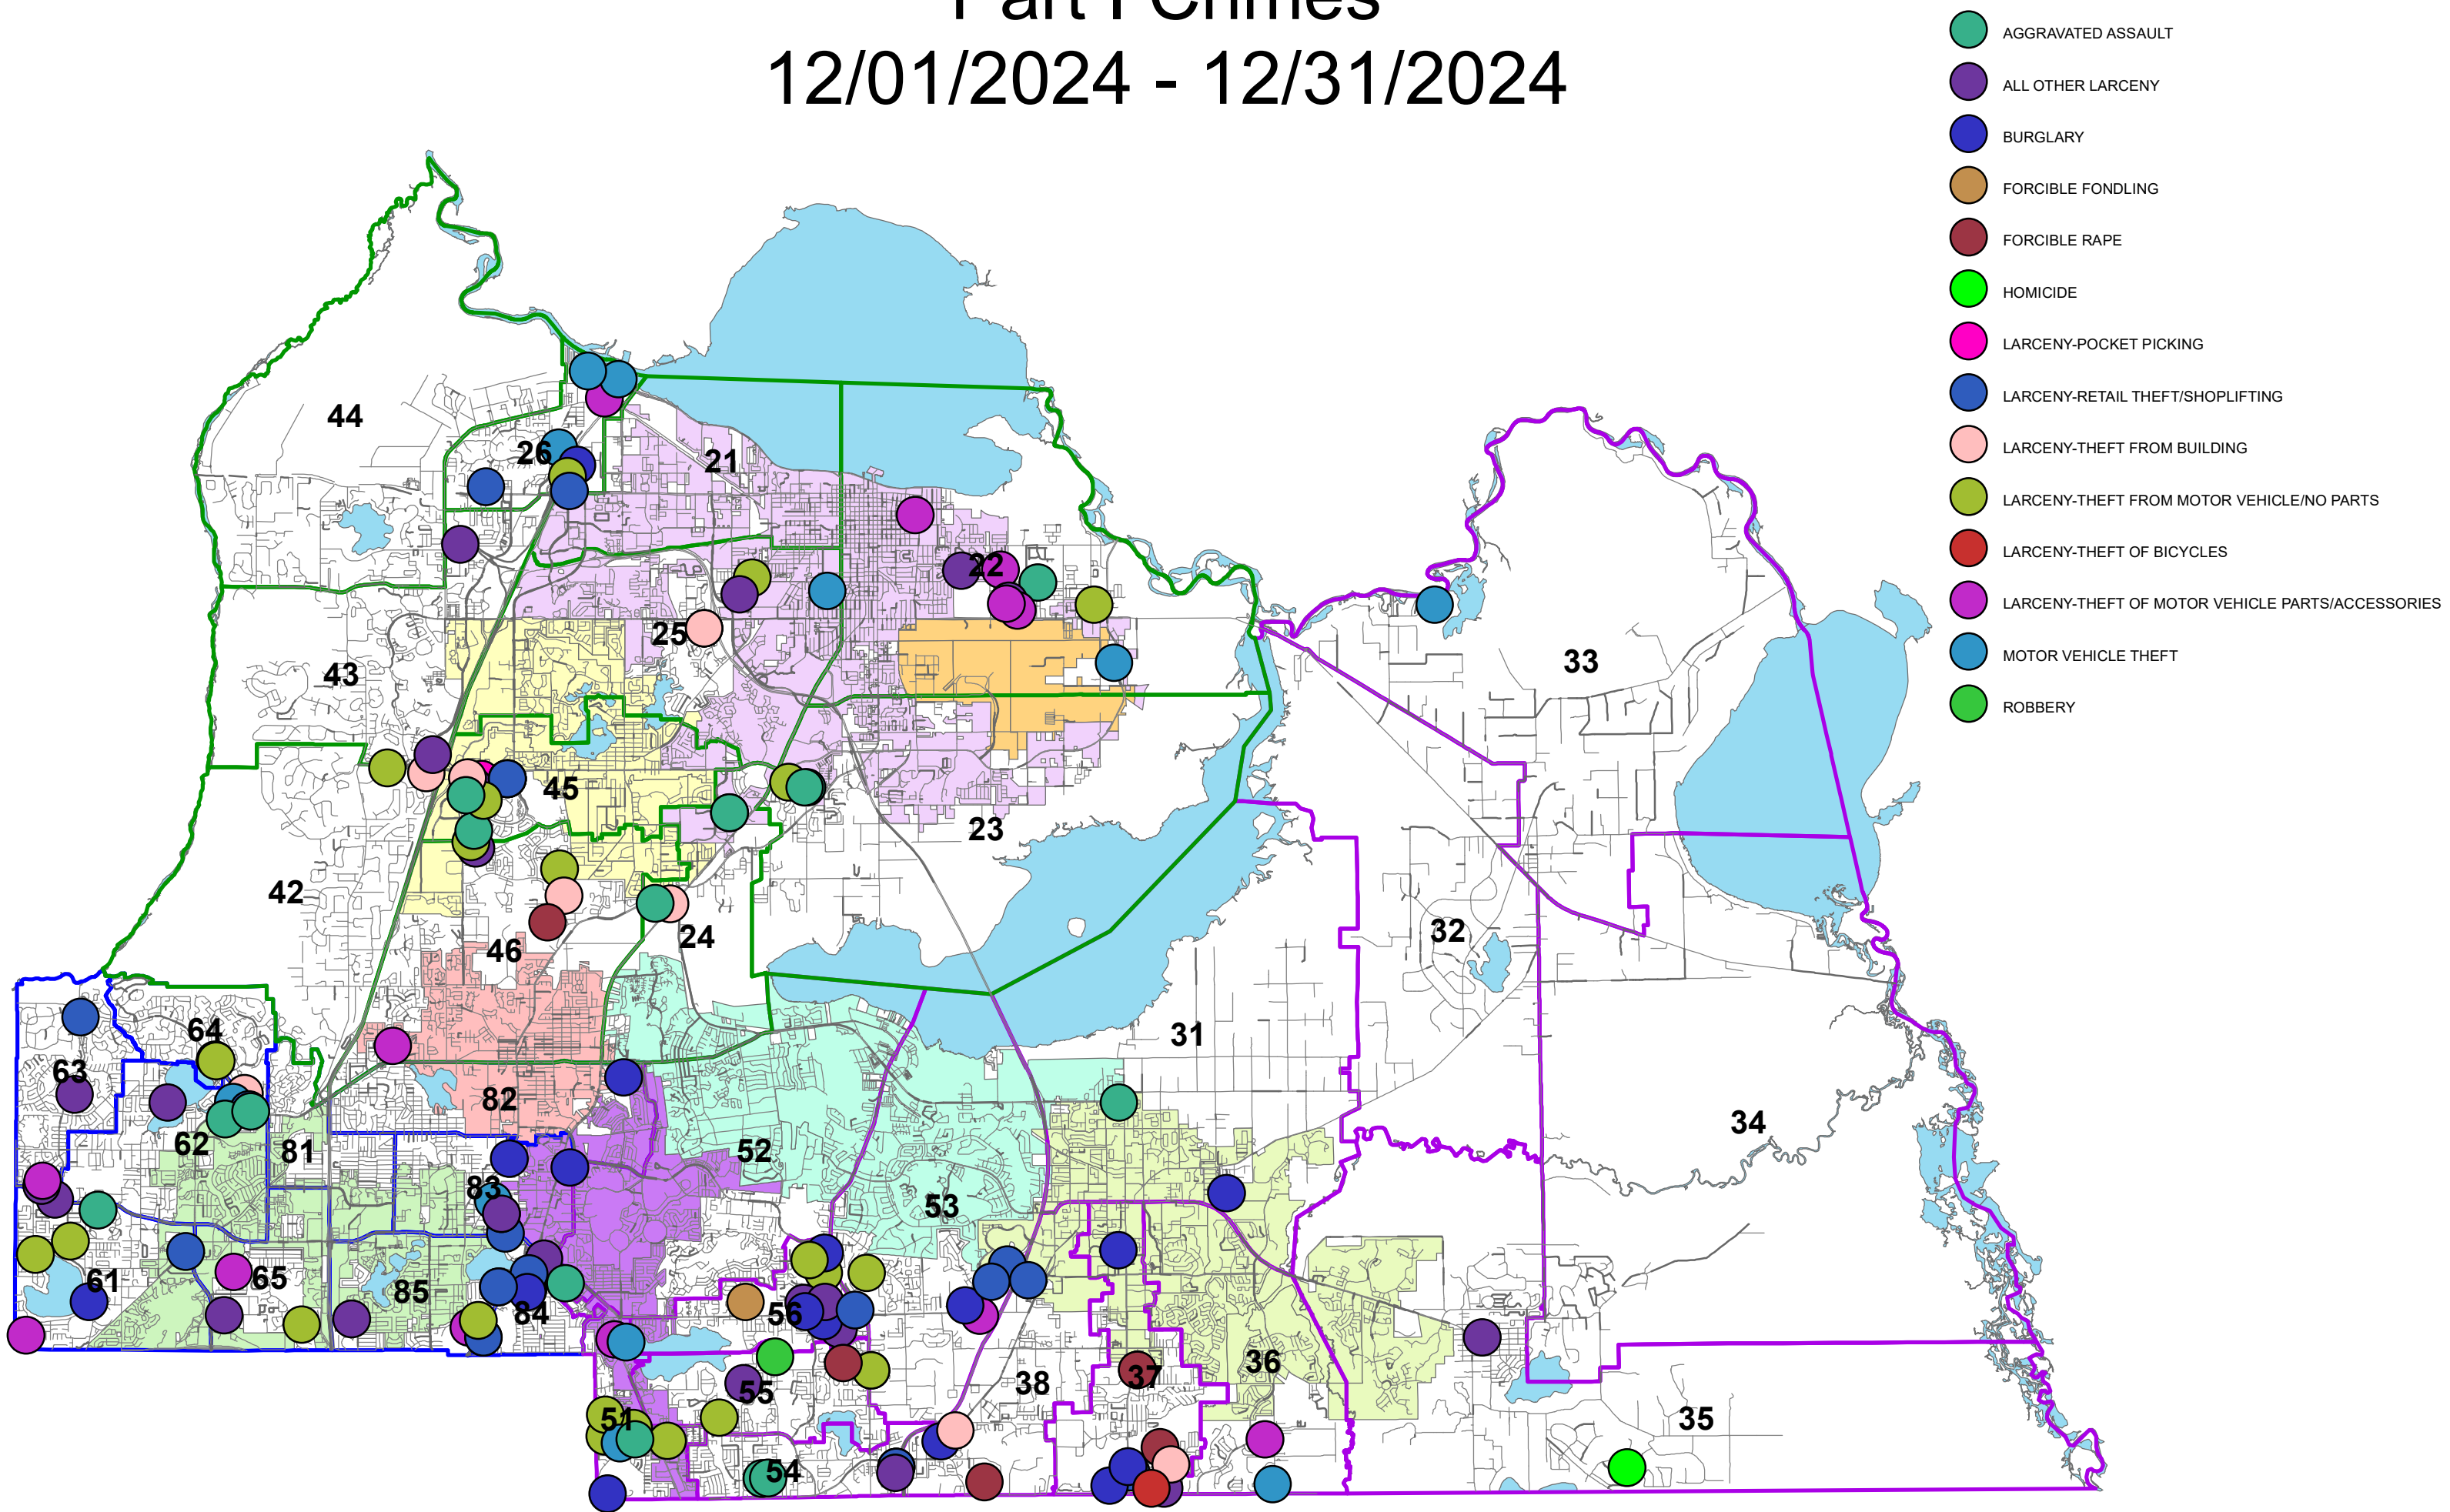 Part I Crimes
12/01/2024 - 12/31/2024
AGGRAVATED ASSAULT
ALL OTHER LARCENY
BURGLARY
FORCIBLE FONDLING
FORCIBLE RAPE
HOMICIDE
LARCENY-POCKET PICKING
LARCENY-RETAIL THEFT/SHOPLIFTING
LARCENY-THEFT FROM BUILDING
LARCENY-THEFT FROM MOTOR VEHICLE/NO PARTS
LARCENY-THEFT OF BICYCLES
LARCENY-THEFT OF MOTOR VEHICLE PARTS/ACCESSORIES
MOTOR VEHICLE THEFT
ROBBERY
44
26
21
22
25
33
43
45
23
42
32
46
24
64
31
63
82
34
62
81
52
83
53
61
65
85
84
56
36
37
38
55
51
35
54